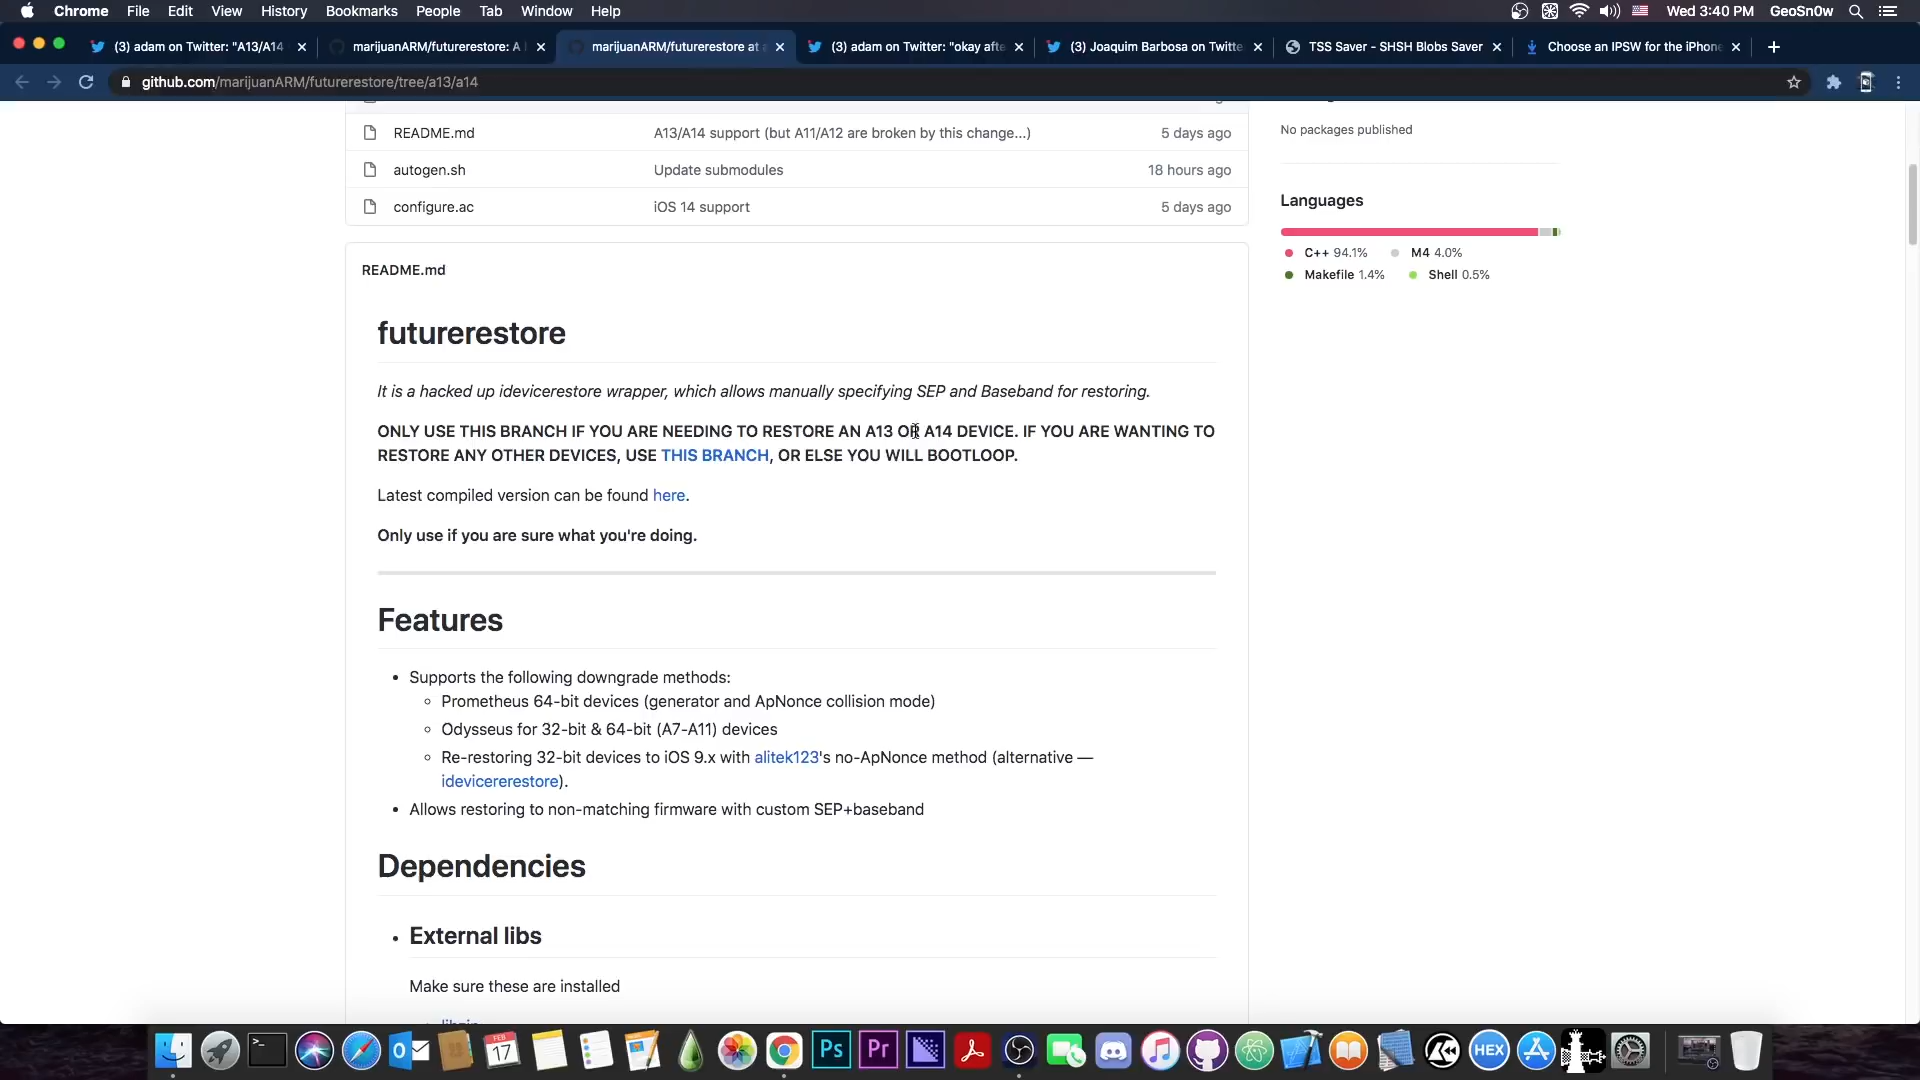 Chrome File Edit View History Bookmarks People Tab Window Help Wed 3:40 PM GeoSn0w
(3) adam on Twitter: "A13/A14 marijuanARM/futurerestore: A marijuanARM/futurerestore at (3) adam on Twitter: "okay afte (3) Joaquim Barbosa on Twitte TSS Saver - SHSH Blobs Saver Choose an IPSW for the iPhone
github.com/marijuanARM/futurerestore/tree/a13/a14
README.md A13/A14 support (but A11/A12 are broken by this change...) 5 days ago
autogen.sh Update submodules 18 hours ago
configure.ac iOS 14 support 5 days ago
README.md
futurerestore
It is a hacked up idevicerestore wrapper, which allows manually specifying SEP and Baseband for restoring.
ONLY USE THIS BRANCH IF YOU ARE NEEDING TO RESTORE AN A13 OR A14 DEVICE. IF YOU ARE WANTING TO
RESTORE ANY OTHER DEVICES, USE THIS BRANCH, OR ELSE YOU WILL BOOTLOOP.
Latest compiled version can be found here.
Only use if you are sure what you're doing.
Features
• Supports the following downgrade methods:
◦ Prometheus 64-bit devices (generator and ApNonce collision mode)
◦ Odysseus for 32-bit & 64-bit (A7-A11) devices
◦ Re-restoring 32-bit devices to iOS 9.x with alitek123's no-ApNonce method (alternative —
idevicererestore).
• Allows restoring to non-matching firmware with custom SEP+baseband
Dependencies
• External libs
Make sure these are installed
No packages published
Languages
C++ 94.1% M4 4.0%
Makefile 1.4% Shell 0.5%
FEB
17
Ps
Pr
HEX